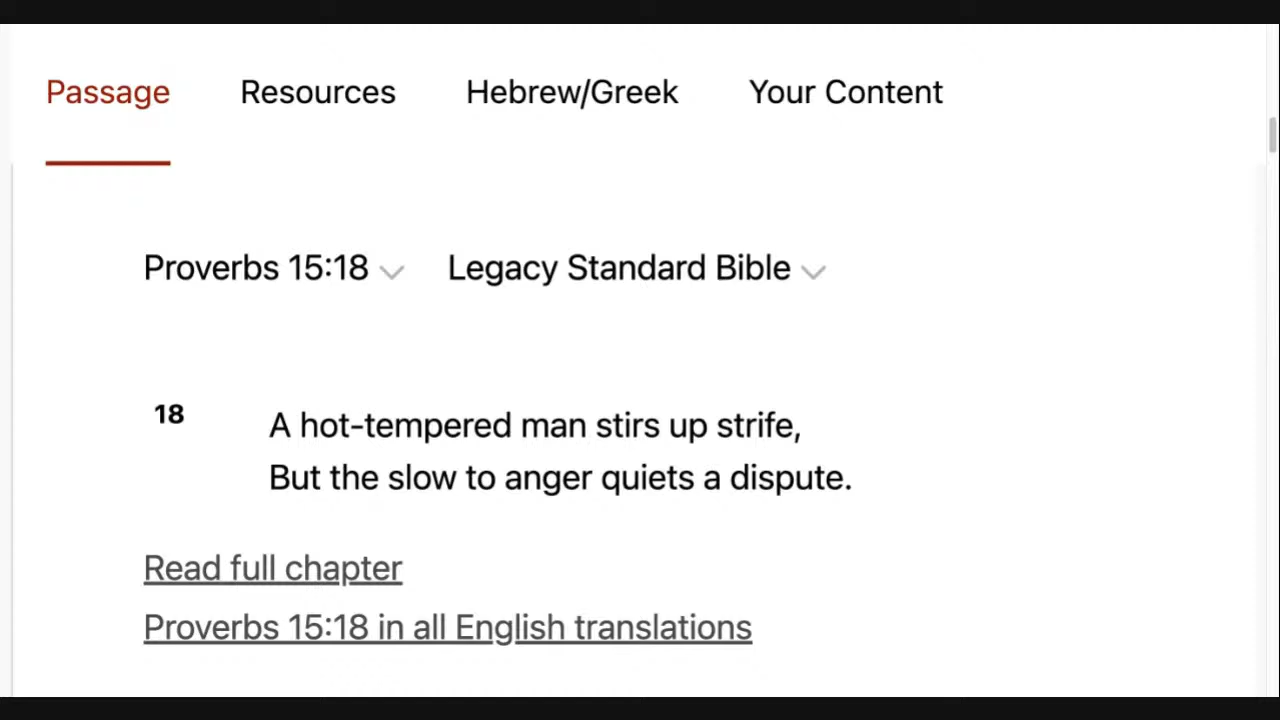 Passage Resources Hebrew/Greek Your Content
Proverbs 15:18 Legacy Standard Bible
18 A hot-tempered man stirs up strife,
But the slow to anger quiets a dispute.
Read full chapter
Proverbs 15:18 in all English translations